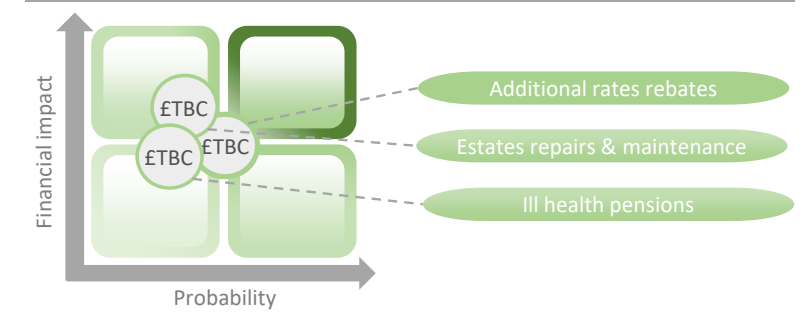 Financial impact
£TBC
£TBC
£TBC
Additional rates rebates
Estates repairs & maintenance
Ill health pensions
Probability